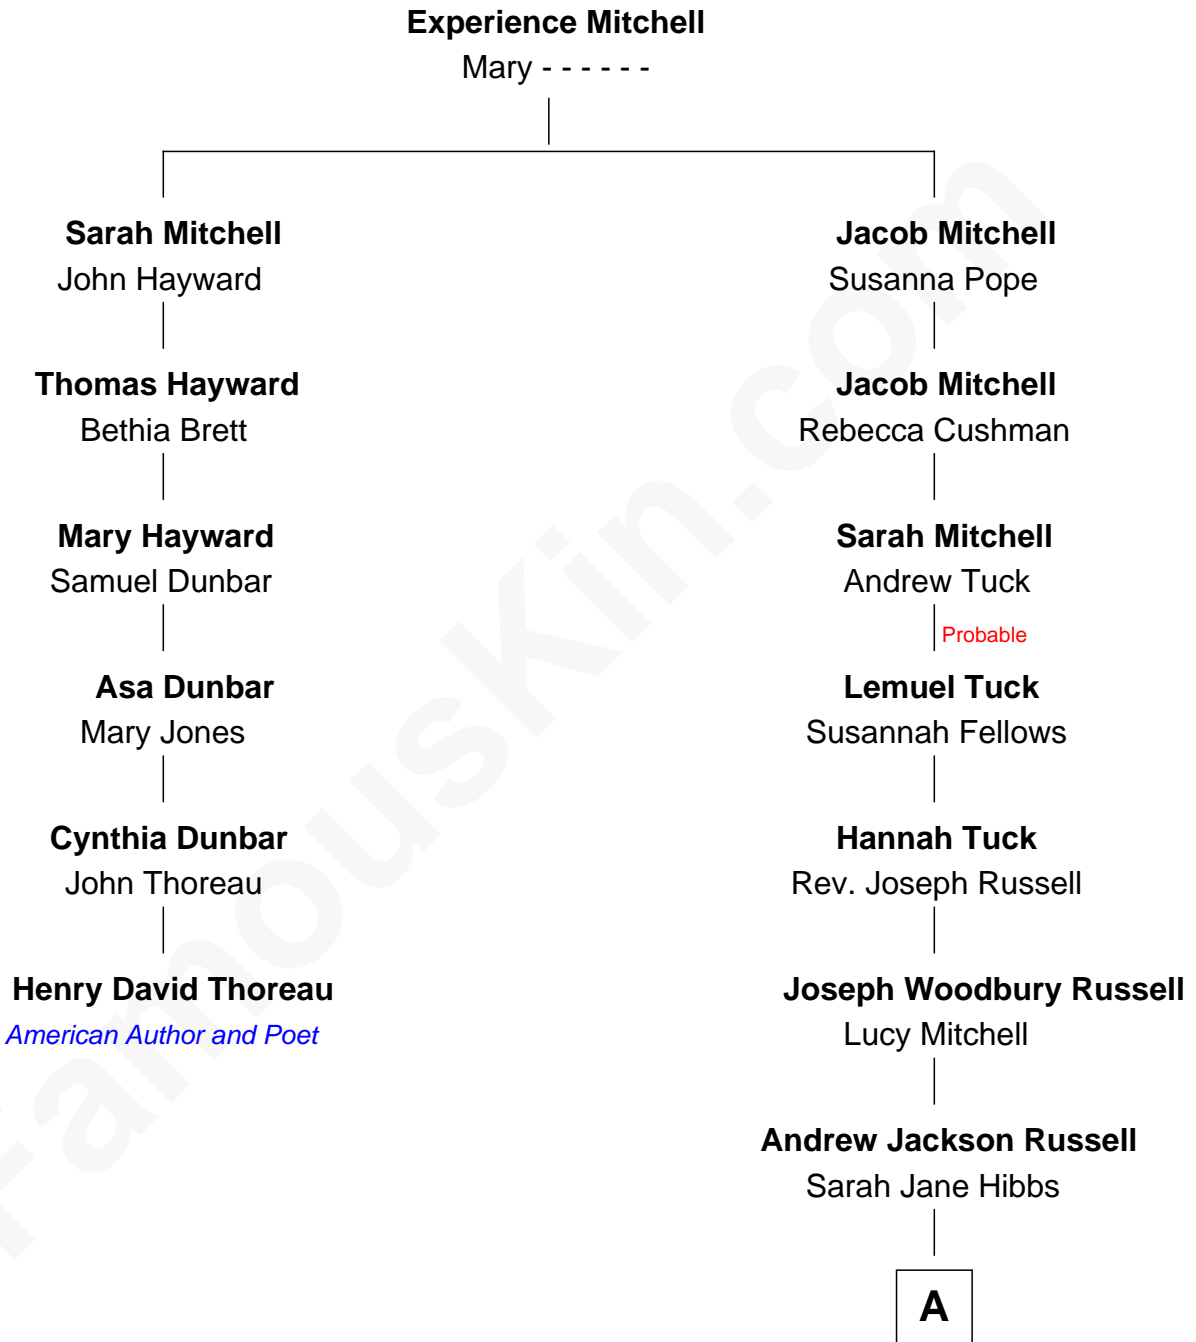 Experience Mitchell
Mary - - - - - -
Sarah Mitchell
John Hayward
Thomas Hayward
Bethia Brett
Mary Hayward
Samuel Dunbar
Asa Dunbar
Mary Jones
Cynthia Dunbar
John Thoreau
Henry David Thoreau
American Author and Poet
Jacob Mitchell
Susanna Pope
Jacob Mitchell
Rebecca Cushman
Sarah Mitchell
Andrew Tuck
Probable
Lemuel Tuck
Susannah Fellows
Hannah Tuck
Rev. Joseph Russell
Joseph Woodbury Russell
Lucy Mitchell
Andrew Jackson Russell
Sarah Jane Hibbs
A
FamousKin.com